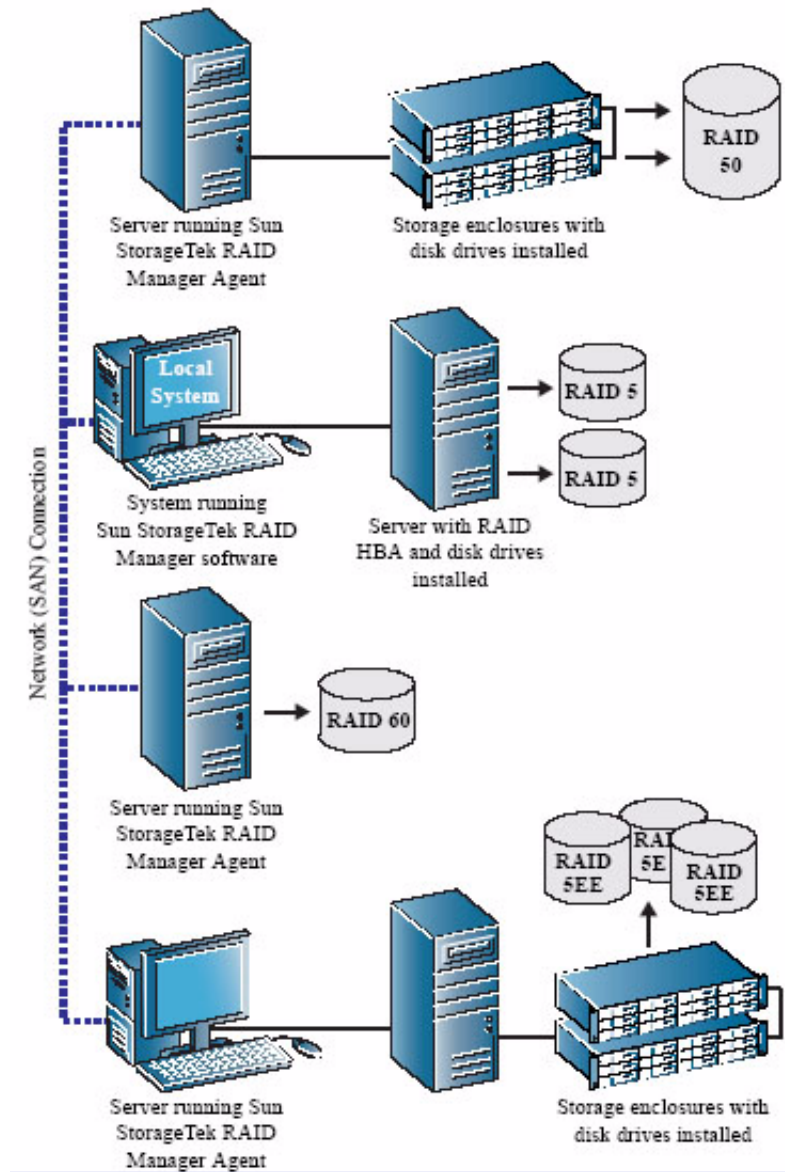 RAID
50
Server running Sun
StorageTek RAID
Manager Agent
Storage enclosures with
disk drives installed
Local
System
RAID 5
RAID 5
System running
Sun StorageTek RAID
Manager software
Server with RAID
HBA and disk drives
installed
Network (SAN) Connection
RAID 60
Server running Sun
StorageTek RAID
Manager Agent
RAID
5EE
RAI
5E
RAID
5EE
Server running Sun
StorageTek RAID
Manager Agent
Storage enclosures with
disk drives installed